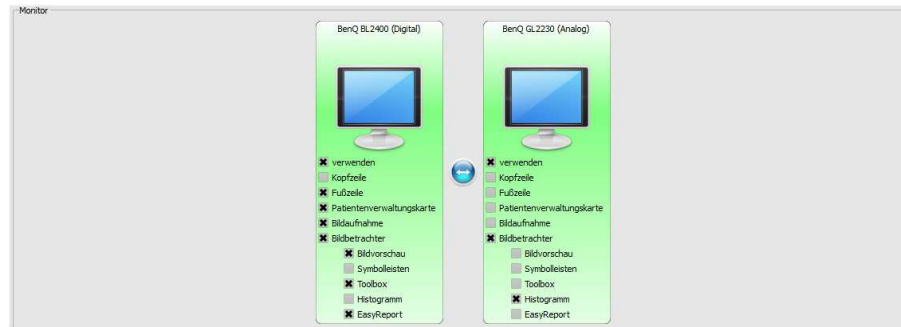 Monitor
BenQ BL2400 (Digital)
verwenden
Kopfzeile
Fußzeile
Patientenverwaltungskarte
Bildaufnahme
Bildbetrachter
Bildvorschau
Symbolleisten
Toolbox
Histogramm
EasyReport
BenQ GL2230 (Analog)
verwenden
Kopfzeile
Fußzeile
Patientenverwaltungskarte
Bildaufnahme
Bildbetrachter
Bildvorschau
Symbolleisten
Toolbox
Histogramm
EasyReport